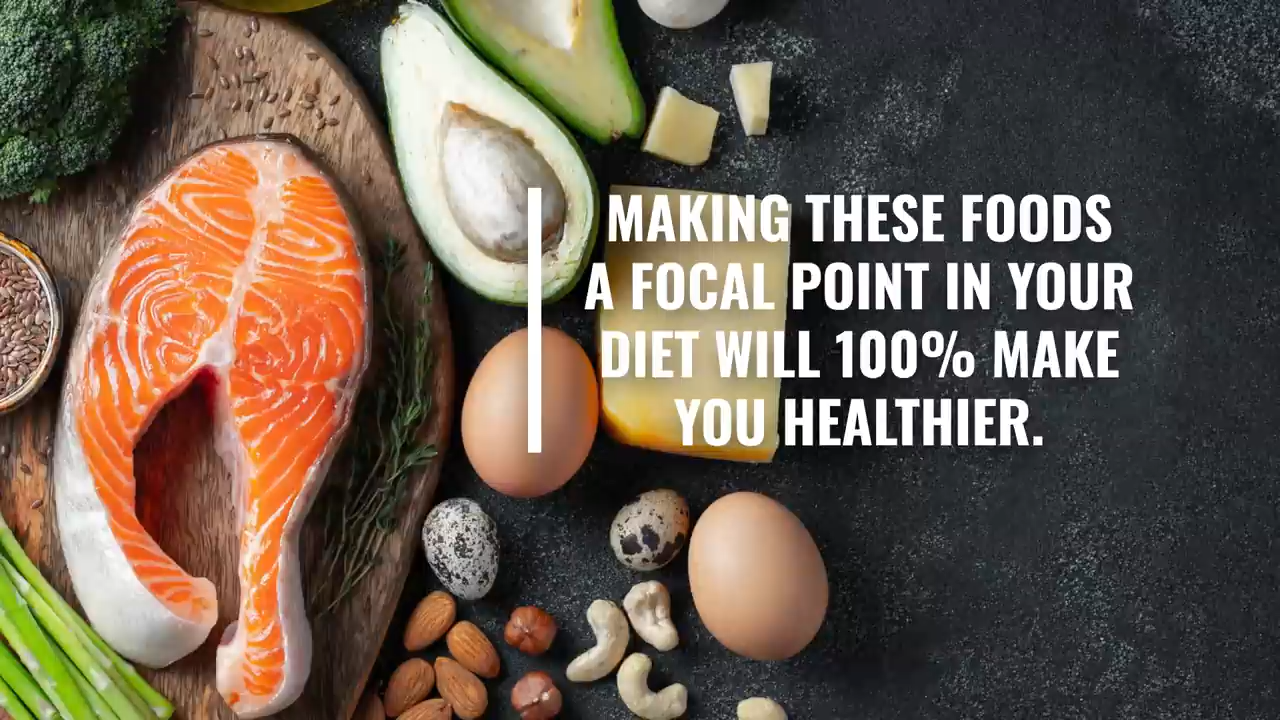 MAKING THESE FOODS
A FOCAL POINT IN YOUR
DIET WILL 100% MAKE
YOU HEALTHIER.